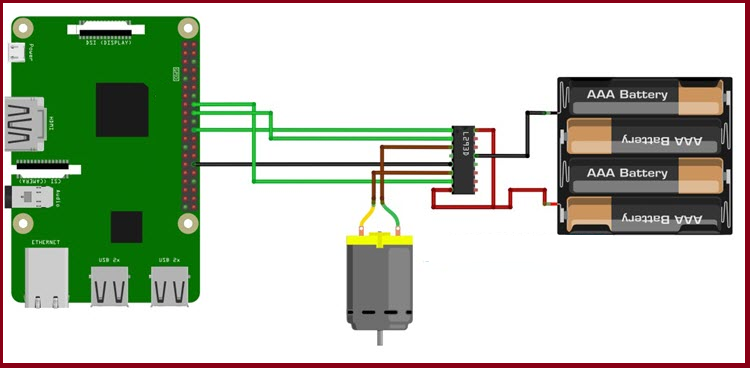 DSI (DISPLAY)
Power
GPIO
HDMI
CSI (CAMERA)
Audio
ETHERNET
USB 2x
USB 2x
L293D
AAA Battery
AAA Battery
AAA Battery
AAA Battery